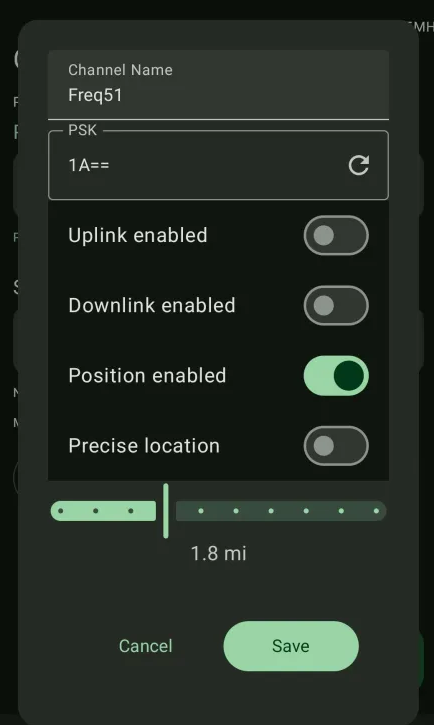 Channel Name
Freq51
PSK
1A==
Uplink enabled
Downlink enabled
Position enabled
Precise location
1.8 mi
Cancel
Save